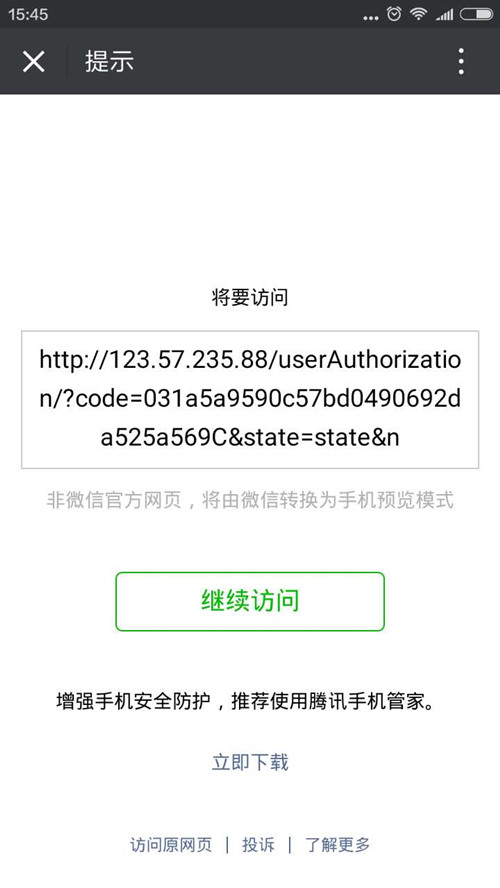 15:45
提示
将要访问
http://123.57.235.88/userAuthorizatio
n/?code=031a5a9590c57bd0490692d
a525a569C&state=state&n
非微信官方网页，将由微信转换为手机预览模式
继续访问
增强手机安全防护，推荐使用腾讯手机管家。
立即下载
访问原网页 | 投诉 | 了解更多